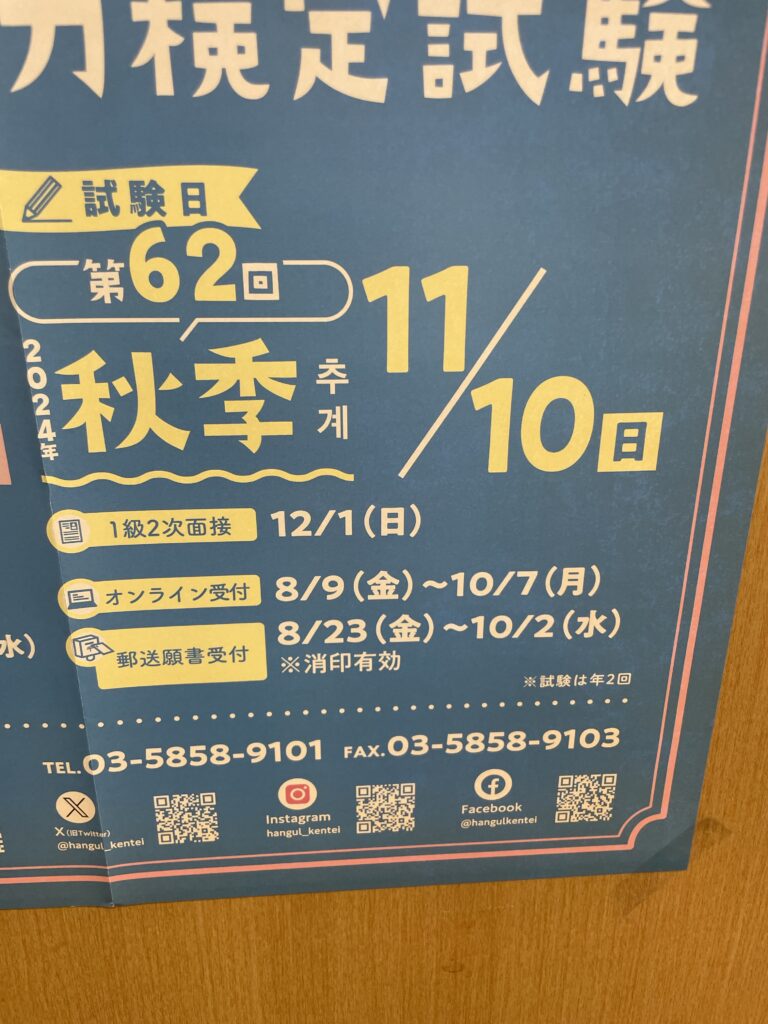 検定試験
試験日
第62回
2024年
秋季
추계
11/10日
1級2次面接 12/1(日)
オンライン受付 8/9(金)~10/7(月)
郵送願書受付 8/23(金)~10/2(水)
※消印有効
※試験は年2回
水)
TEL.03-5858-9101 FAX.03-5858-9103
X(旧Twitter)
@hangul_kentei
Instagram
hangul_kentei
Facebook
@hangulkentei